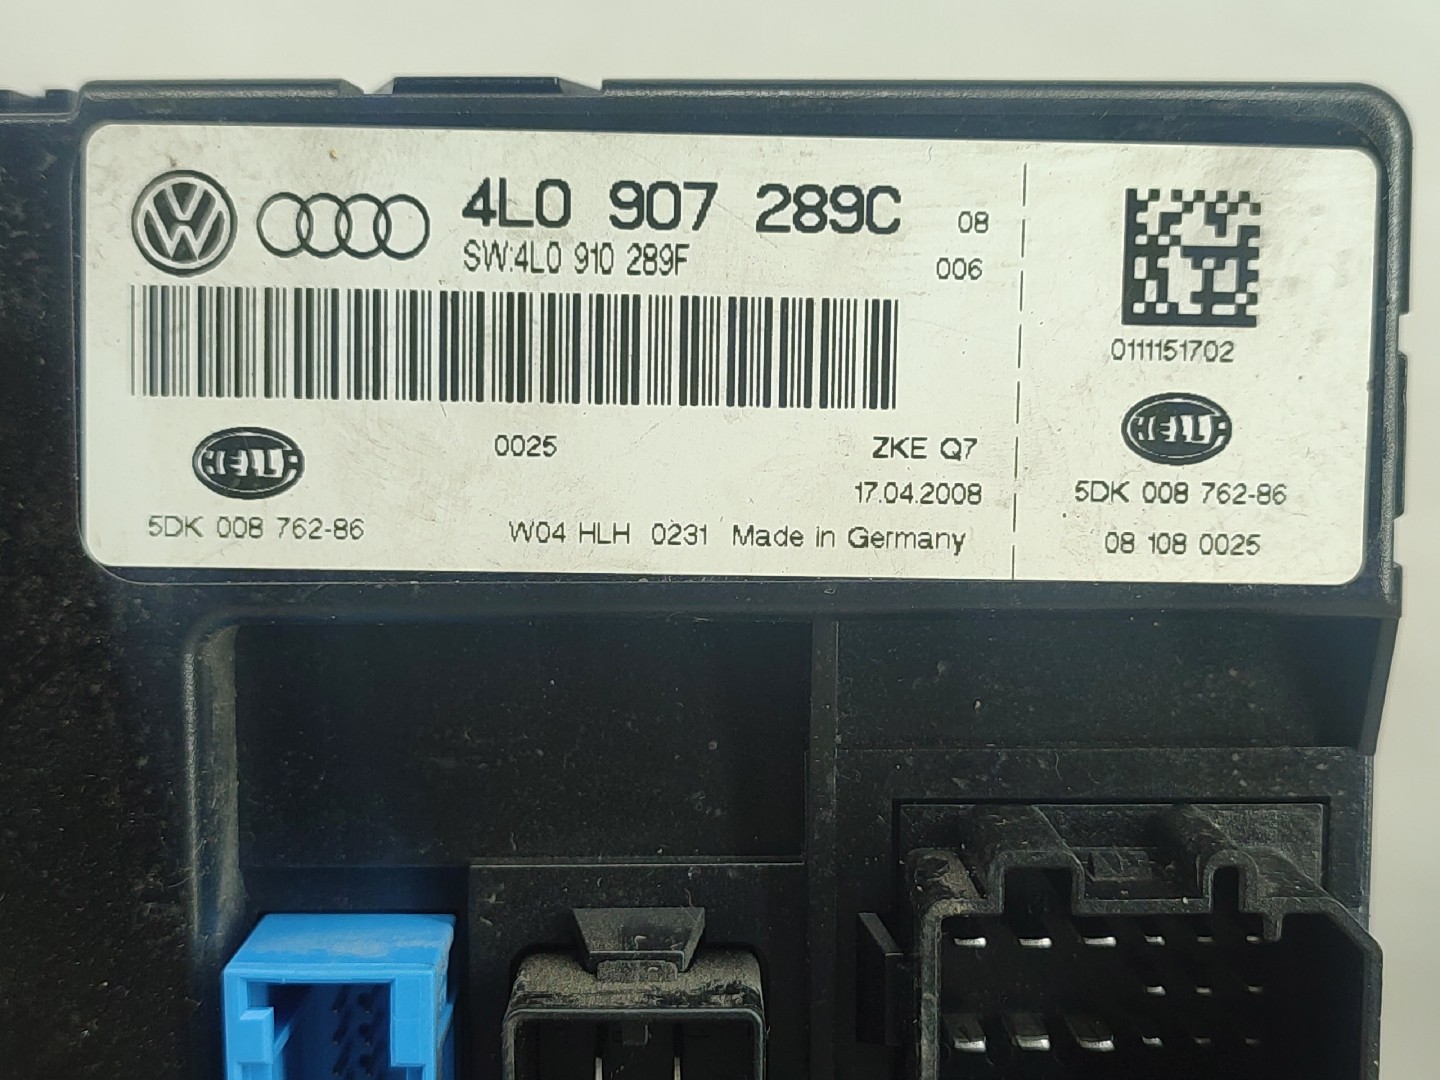 4L0 907 289C 08
SW:4L0 910 289F 006
0111151702
HELLA
0025 ZKE Q7
HELLA
17.04.2008
5DK 008 762-86
5DK 008 762-86
W04 HLH 0231 Made in Germany
08 108 0025